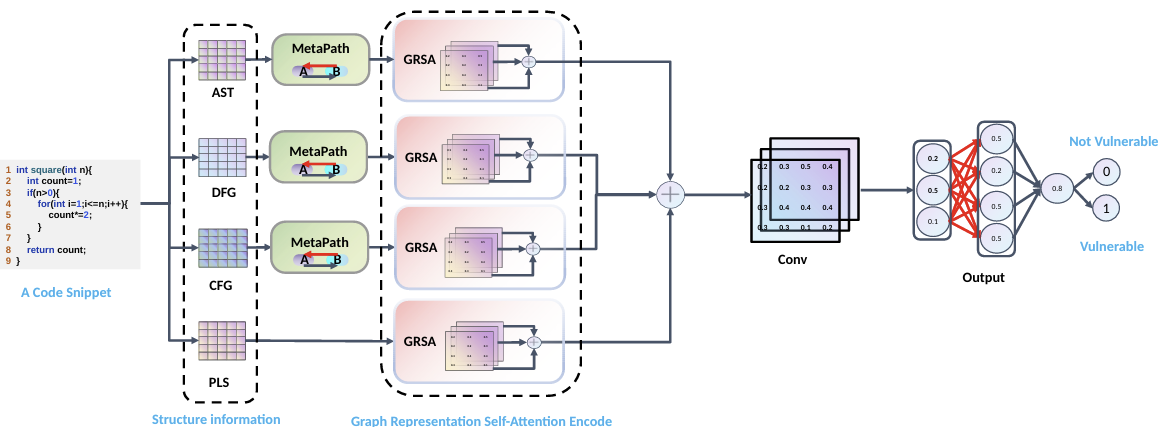 1 int square(int n){
2 int count=1;
3 if(n>0){
4 for(int i=1;i<=n;i++){
5 count*=2;
6 }
7 }
8 return count;
9 }
A Code Snippet
AST
DFG
CFG
PLS
Structure information
MetaPath
A B
MetaPath
A B
MetaPath
A B
GRSA
GRSA
GRSA
GRSA
Graph Representation Self-Attention Encode
0.2 0.3 0.5 0.4
0.2 0.3 0.3 0.3
0.3 0.4 0.4 0.4
0.3 0.3 0.1 0.2
Conv
0.2
0.5
0.1
0.5
0.2
0.5
0.5
Output
0.8
Not Vulnerable
0
1
Vulnerable